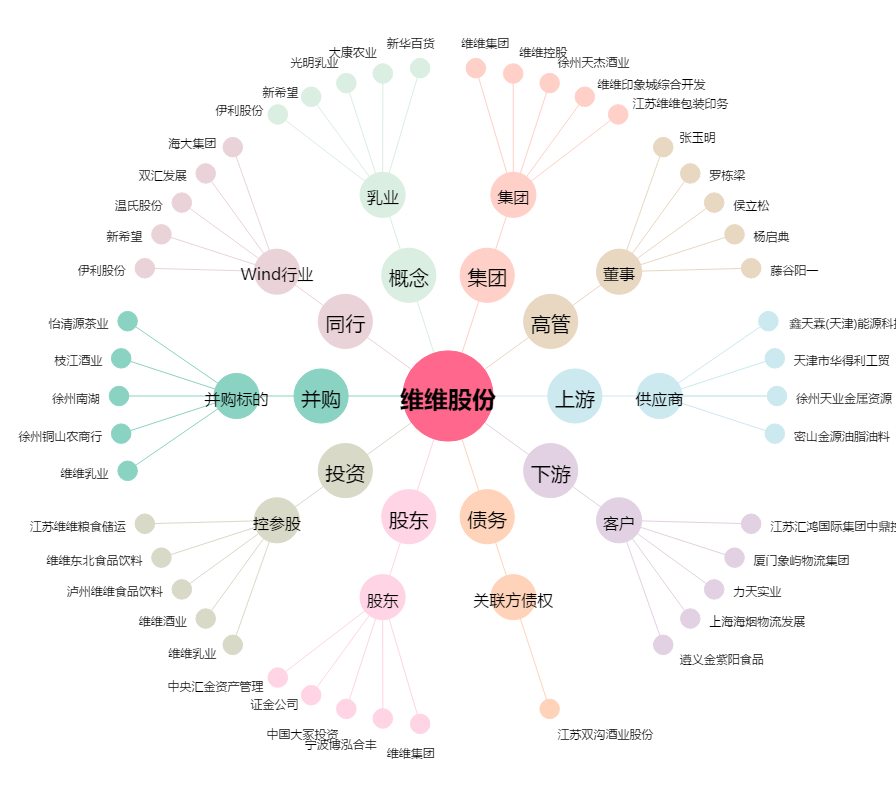 新华百货
维维集团
大康农业
维维控股
光明乳业
徐州天杰酒业
新希望
维维印象城综合开发
伊利股份
江苏维维包装印务
海大集团
张玉明
双汇发展
罗栋梁
乳业
集团
温氏股份
侯立松
新希望
杨启典
伊利股份
Wind行业
概念
集团
董事
藤谷阳一
怡清源茶业
同行
高管
鑫天霖(天津)能源科技
枝江酒业
天津市华得利工贸
徐州南湖
并购标的
并购
维维股份
上游
供应商
徐州天业金属资源
徐州铜山农商行
密山金源油脂油料
维维乳业
投资
下游
江苏维维粮食储运
控参股
股东
债务
客户
江苏汇鸿国际集团中鼎控
维维东北食品饮料
厦门象屿物流集团
泸州维维食品饮料
力天实业
股东
关联方债权
维维酒业
上海海烟物流发展
维维乳业
遵义金紫阳食品
中央汇金资产管理
证金公司
中国大冢投资
江苏双沟酒业股份
宁波博泓合丰
维维集团